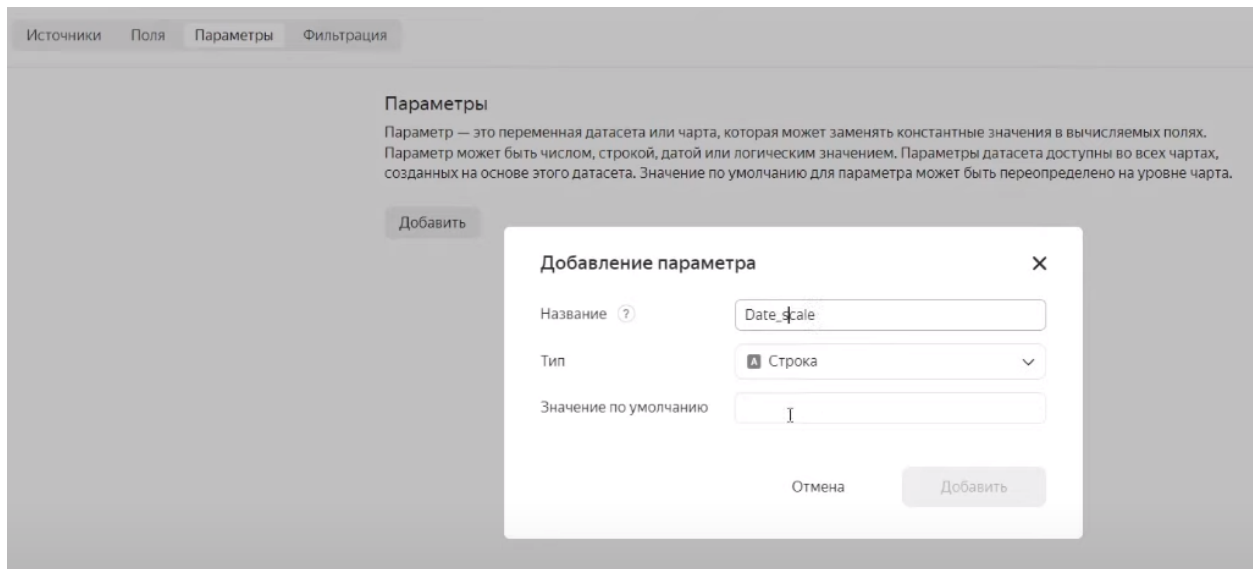 Источники Поля Параметры Фильтрация
Параметры
Параметр — это переменная датасета или чарта, которая может заменять константные значения в вычисляемых полях.
Параметр может быть числом, строкой, датой или логическим значением. Параметры датасета доступны во всех чартах,
созданных на основе этого датасета. Значение по умолчанию для параметра может быть переопределено на уровне чарта.
Добавить
Добавление параметра
Название ? Date_scale
Тип A Строка
Значение по умолчанию
Отмена Добавить